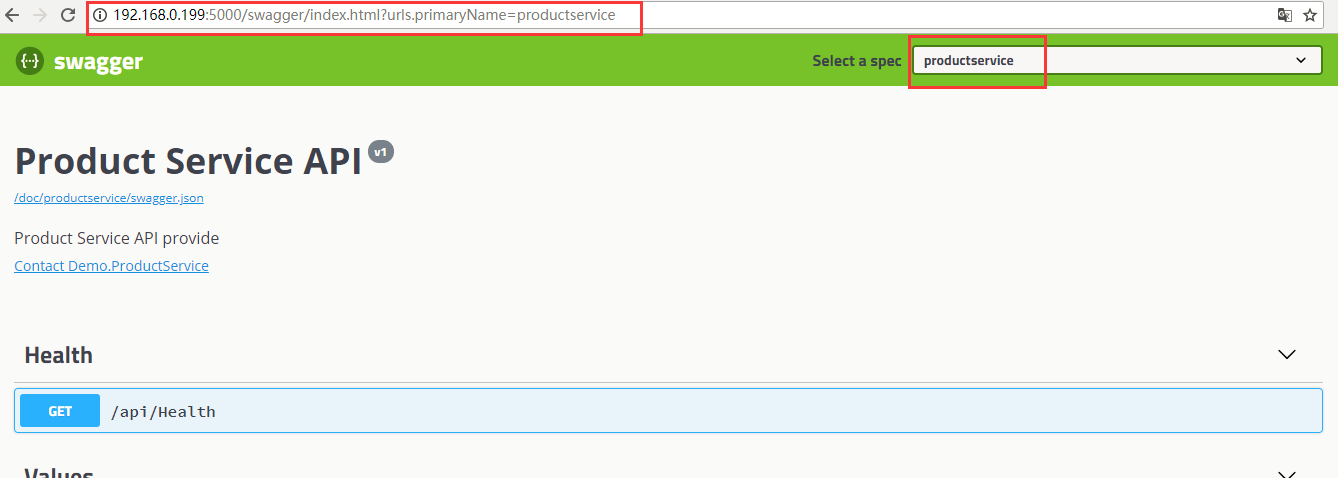 192.168.0.199:5000/swagger/index.html?urls.primaryName=productservice
{··} swagger Select a spec productservice
Product Service API v1
/doc/productservice/swagger.json
Product Service API provide
Contact Demo.ProductService
Health
GET /api/Health
Values